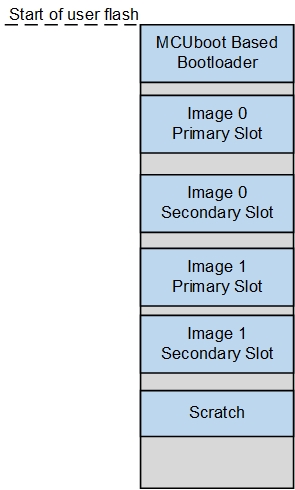 Start of user flash
MCUboot Based
Bootloader
Image 0
Primary Slot
Image 0
Secondary Slot
Image 1
Primary Slot
Image 1
Secondary Slot
Scratch